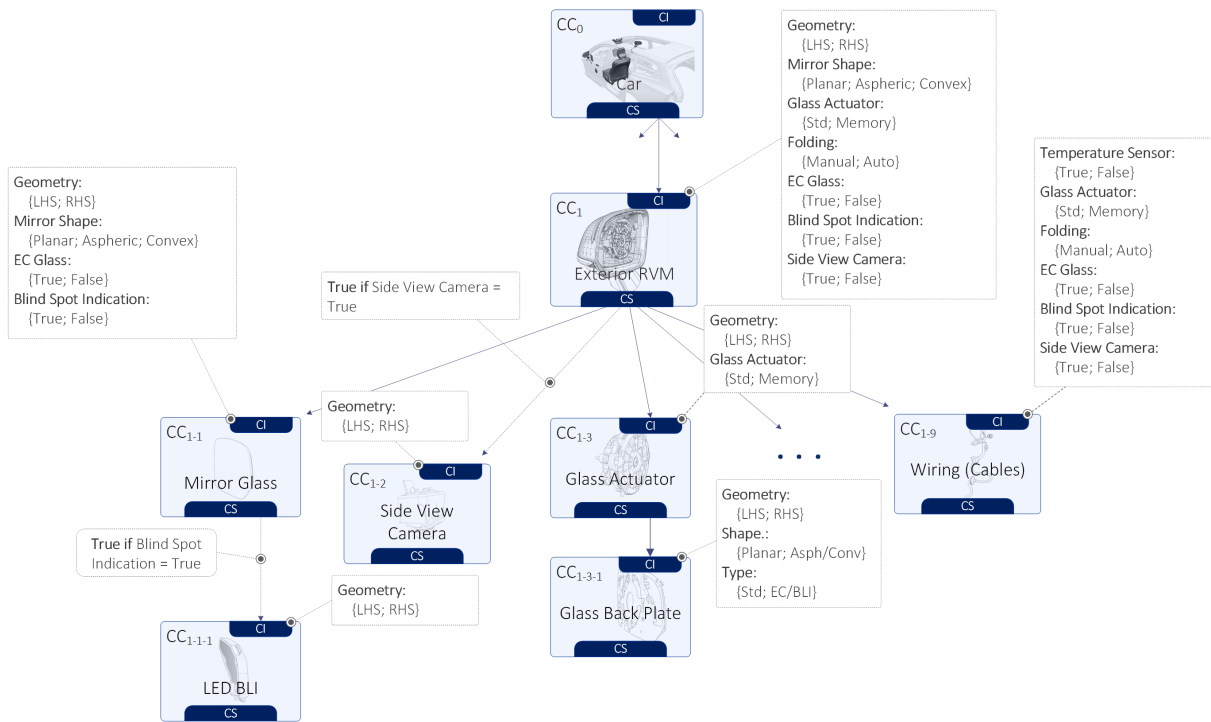 CC0
CI
Car
CS
Geometry:
{LHS; RHS}
Mirror Shape:
{Planar; Aspheric; Convex}
Glass Actuator:
{Std; Memory}
Folding:
{Manual; Auto}
EC Glass:
{True; False}
Blind Spot Indication:
{True; False}
Side View Camera:
{True; False}
Temperature Sensor:
{True; False}
Glass Actuator:
{Std; Memory}
Folding:
{Manual; Auto}
EC Glass:
{True; False}
Blind Spot Indication:
{True; False}
Side View Camera:
{True; False}
Geometry:
{LHS; RHS}
Mirror Shape:
{Planar; Aspheric; Convex}
EC Glass:
{True; False}
Blind Spot Indication:
{True; False}
CC1
CI
Exterior RVM
CS
True if Side View Camera =
True
Geometry:
{LHS; RHS}
Glass Actuator:
{Std; Memory}
Geometry:
{LHS; RHS}
CC1-1
CI
Mirror Glass
CS
CC1-2
CI
Side View
Camera
CS
CC1-3
CI
Glass Actuator
CS
• • •
CC1-9
CI
Wiring (Cables)
CS
Geometry:
{LHS; RHS}
Shape.:
{Planar; Asph/Conv}
Type:
{Std; EC/BLI}
True if Blind Spot
Indication = True
CC1-3-1
CI
Glass Back Plate
CS
Geometry:
{LHS; RHS}
CC1-1-1
CI
LED BLI
CS